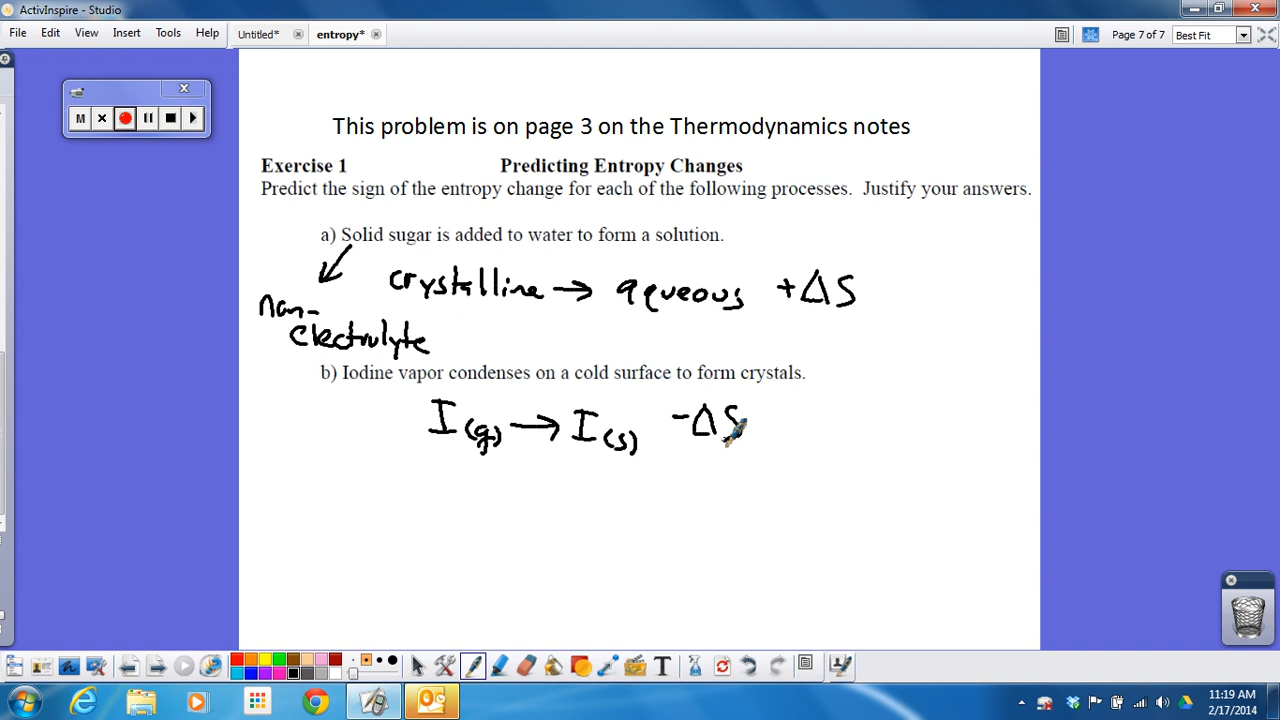 ActivInspire - Studio
File Edit View Insert Tools Help Untitled* entropy* Page 7 of 7 Best Fit
M
This problem is on page 3 on the Thermodynamics notes
Exercise 1 Predicting Entropy Changes
Predict the sign of the entropy change for each of the following processes. Justify your answers.
a) Solid sugar is added to water to form a solution.
crystalline → aqueous +ΔS
non-
electrolyte
b) Iodine vapor condenses on a cold surface to form crystals.
I(g) → I(s) -ΔS
T
11:19 AM
2/17/2014